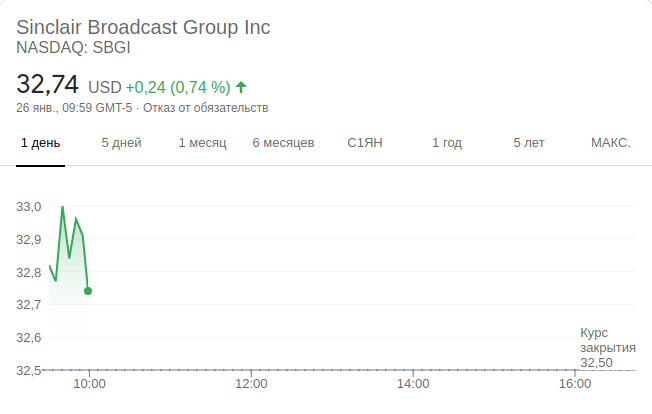 Sinclair Broadcast Group Inc
NASDAQ: SBGI
32,74 USD +0,24 (0,74 %)
26 янв., 09:59 GMT-5 · Отказ от обязательств
1 день 5 дней 1 месяц 6 месяцев С1ЯН 1 год 5 лет МАКС.
33,0
32,9
32,8
32,7
32,6
32,5
Курс
закрытия
32,50
10:00 12:00 14:00 16:00